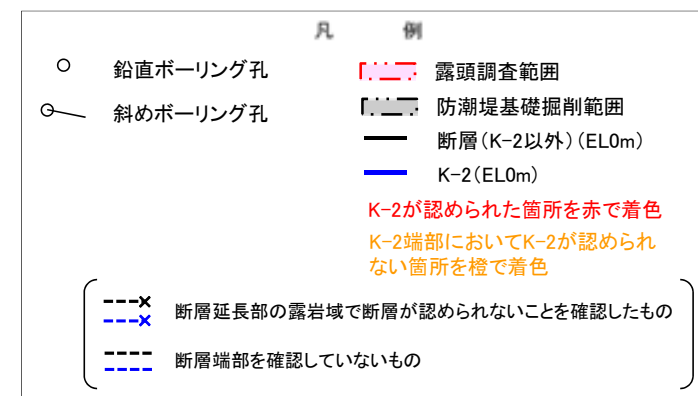 凡 例
鉛直ボーリング孔
斜めボーリング孔
露頭調査範囲
防潮堤基礎掘削範囲
断層（K-2以外）（EL0m）
K-2（EL0m）
K-2が認められた箇所を赤で着色
K-2端部においてK-2が認められ
ない箇所を橙で着色
断層延長部の露岩域で断層が認められないことを確認したもの
断層端部を確認していないもの